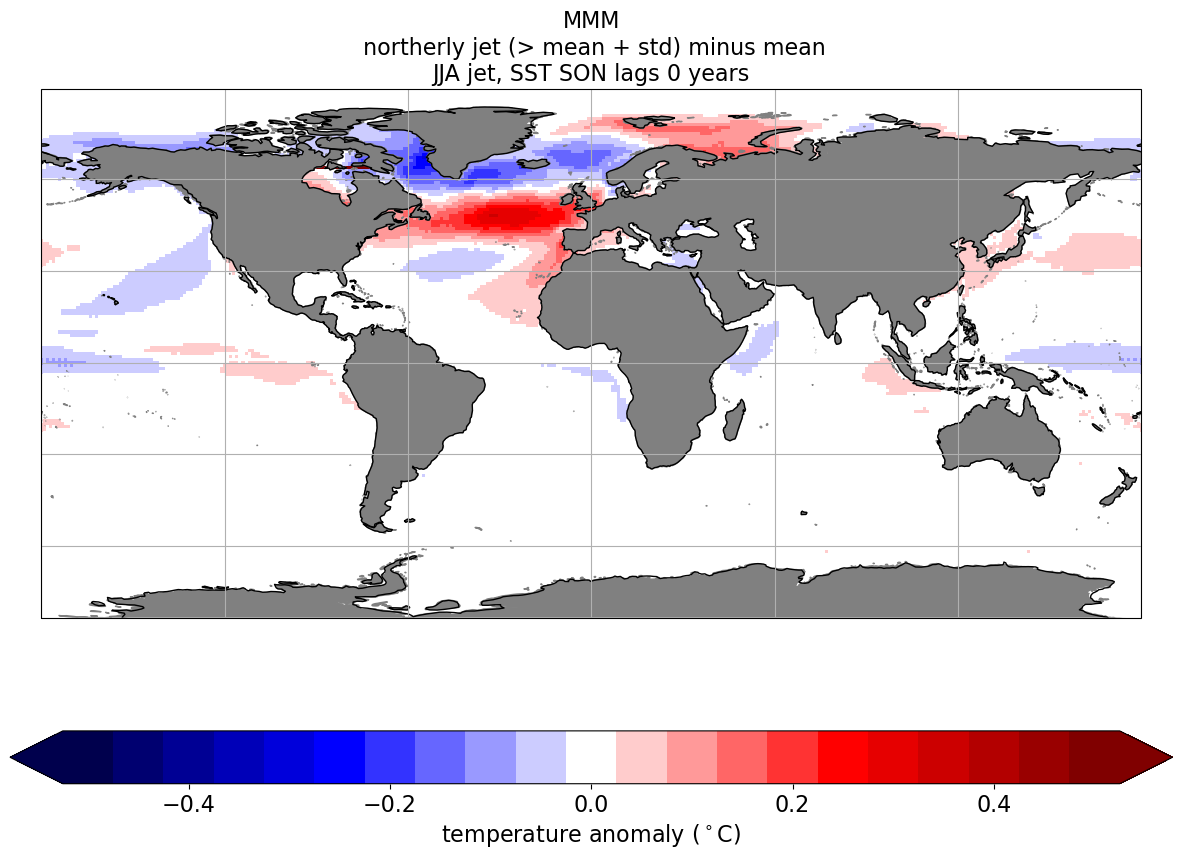 MMM
northerly jet (> mean + std) minus mean
JJA jet, SST SON lags 0 years
−0.4 −0.2 0.0 0.2 0.4
temperature anomaly (°C)